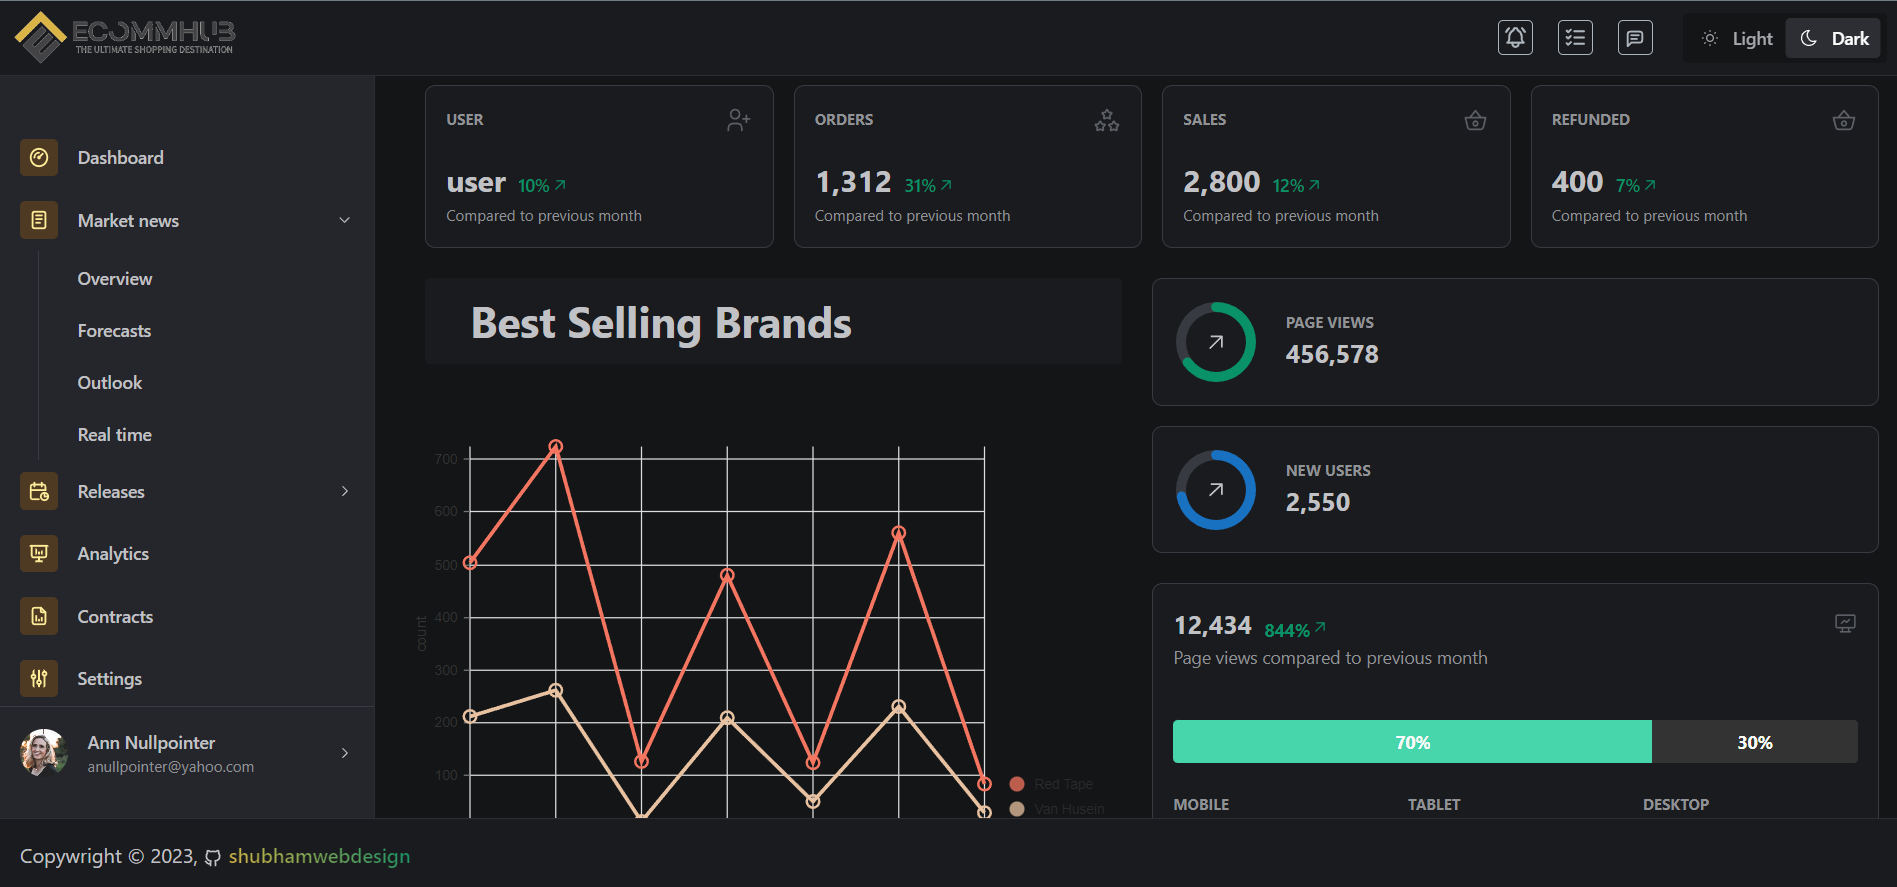 ECOMMHUB
THE ULTIMATE SHOPPING DESTINATION
Light
Dark
Dashboard
Market news
Overview
Forecasts
Outlook
Real time
Releases
Analytics
Contracts
Settings
Ann Nullpointer
anullpointer@yahoo.com
USER
user 10%
Compared to previous month
ORDERS
1,312 31%
Compared to previous month
SALES
2,800 12%
Compared to previous month
REFUNDED
400 7%
Compared to previous month
Best Selling Brands
700
600
500
400
300
200
100
count
Red Tape
Van Husein
PAGE VIEWS
456,578
NEW USERS
2,550
12,434 844%
Page views compared to previous month
70% 30%
MOBILE TABLET DESKTOP
Copywright © 2023, shubhamwebdesign